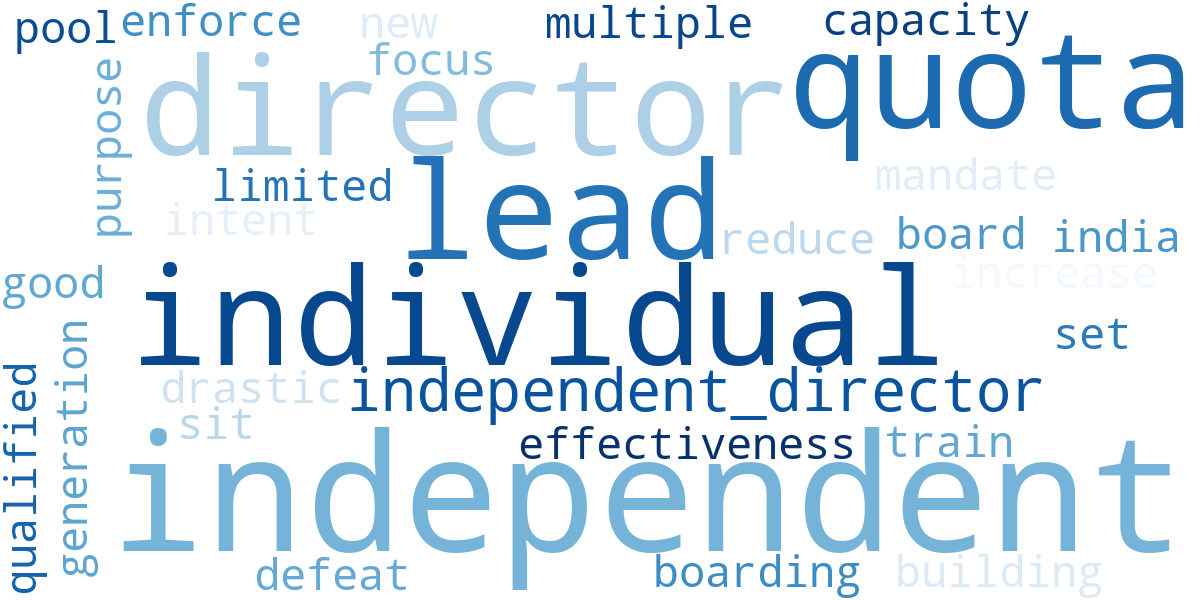 pool
enforce
new
multiple
capacity
focus
director
quota
purpose
limited
lead
mandate
intent
reduce
board
india
increase
good
individual
set
generation
qualified
drastic
independent_director
sit
effectiveness
train
independent
defeat
boarding
building